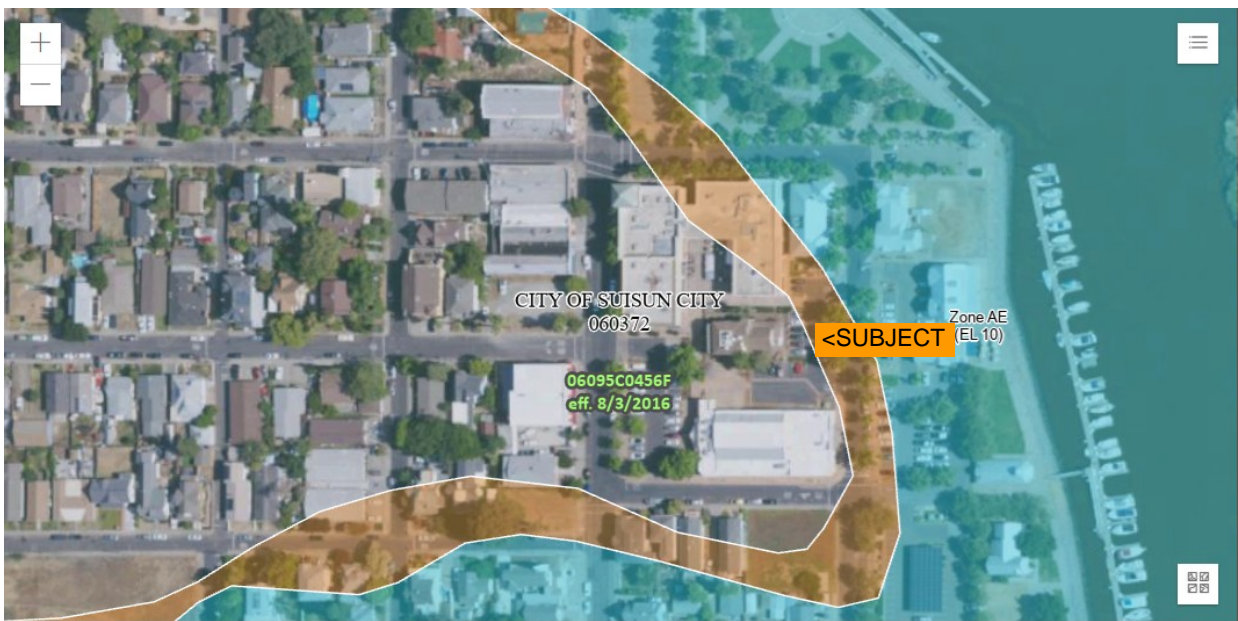 CITY OF SUISUN CITY
060372
<SUBJECT
Zone AE
(EL 10)
06095C0456F
eff. 8/3/2016